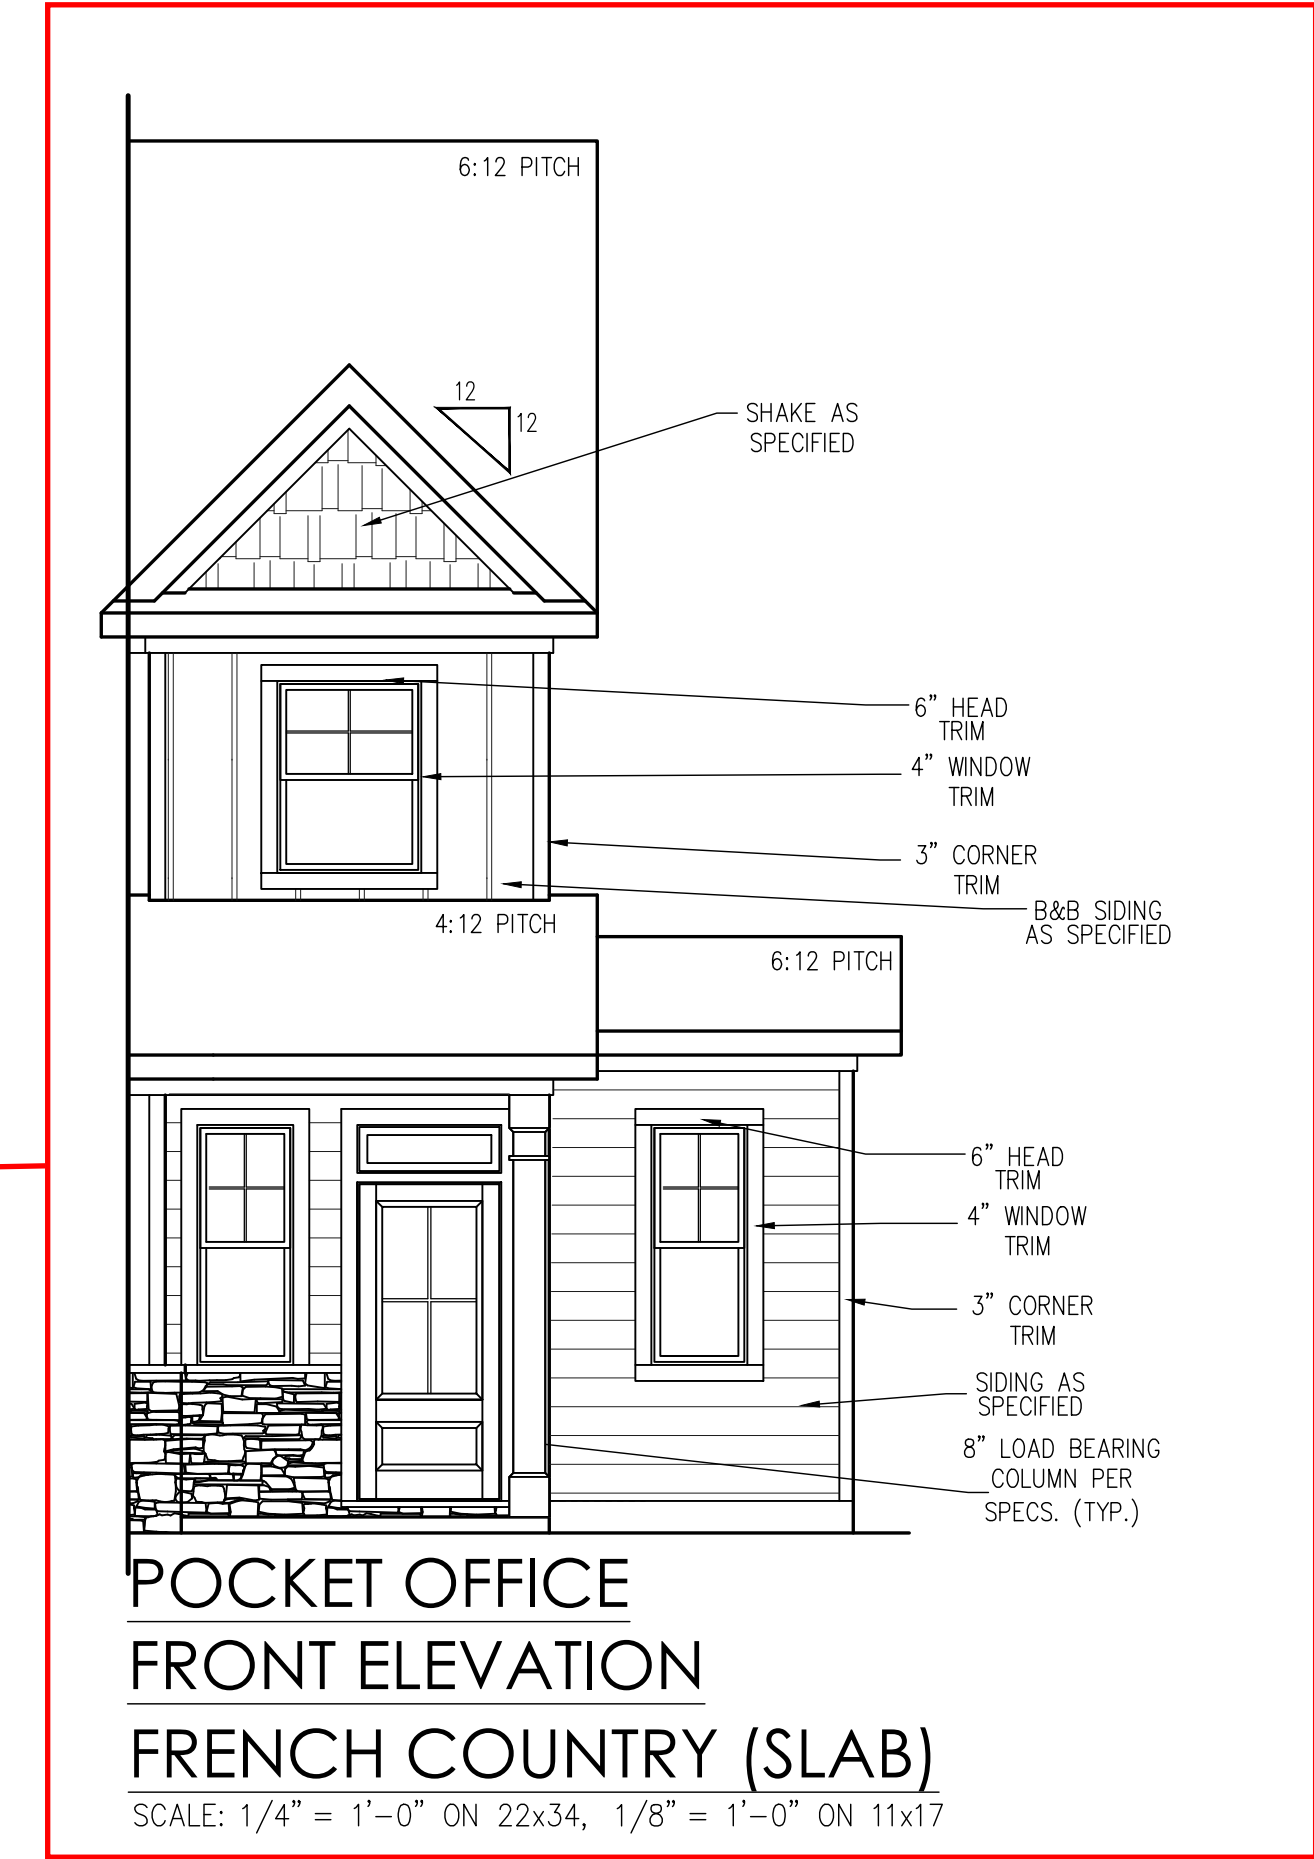 6:12 PITCH
12
12
SHAKE AS
SPECIFIED
6” HEAD
TRIM
4” WINDOW
TRIM
3” CORNER
TRIM
B&B SIDING
AS SPECIFIED
4:12 PITCH
6:12 PITCH
6” HEAD
TRIM
4” WINDOW
TRIM
3” CORNER
TRIM
SIDING AS
SPECIFIED
8” LOAD BEARING
COLUMN PER
SPECS. (TYP.)
POCKET OFFICE
FRONT ELEVATION
FRENCH COUNTRY (SLAB)
SCALE: 1/4” = 1’-0” ON 22x34, 1/8” = 1’-0” ON 11x17